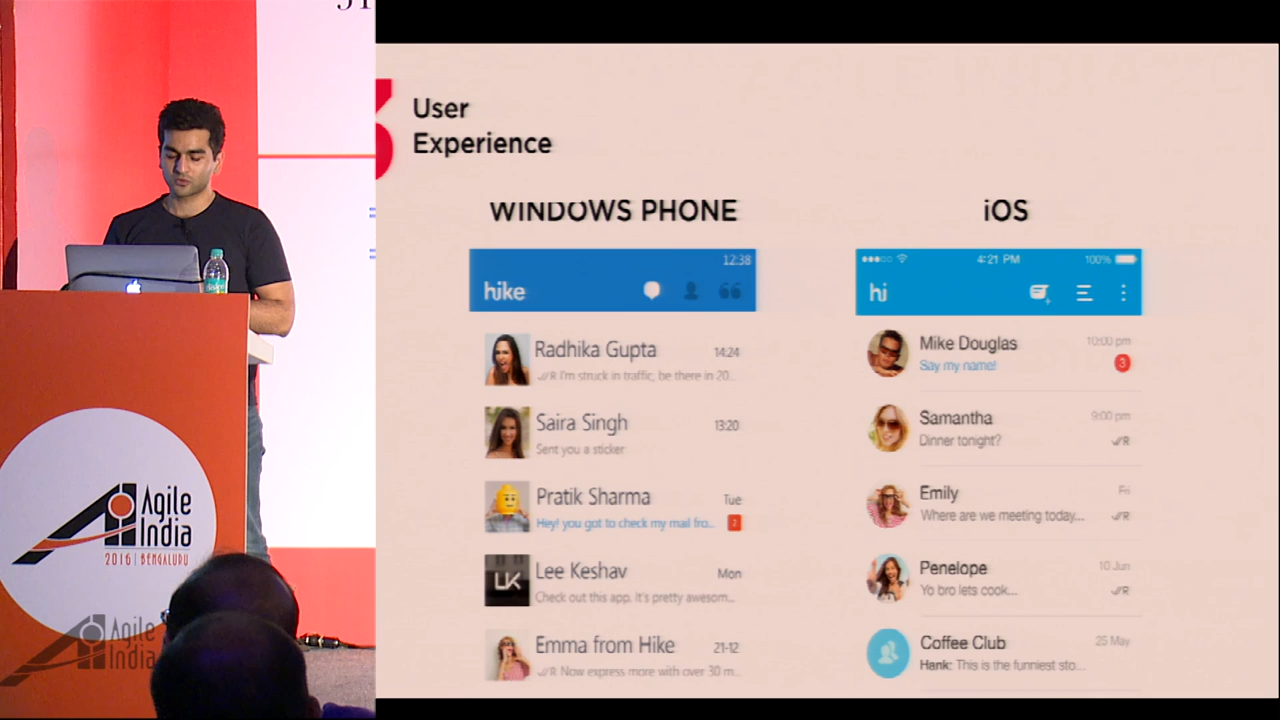 3
User
Experience
WINDOWS PHONE
12:38
hike
Radhika Gupta
14:24
✓/R I'm struck in traffic, be there in 20...
Saira Singh
13:20
Sent you a sticker
Pratik Sharma
Tue
Hey! you got to check my mail fro...
2
Lee Keshav
Mon
Check out this app. It's pretty awesom...
LK
Emma from Hike
21-12
✓/R Now express more with over 30 m...
iOS
4:21 PM
100%
hi
Mike Douglas
10:00 pm
Say my name!
3
Samantha
9:00 pm
Dinner tonight?
✓/R
Emily
Fri
Where are we meeting today...
✓/R
Penelope
10 Jun
Yo bro lets cook...
✓/R
Coffee Club
25 May
Hank: This is the funniest sto...
Agile
India
2016 | BENGALURU
Agile
India